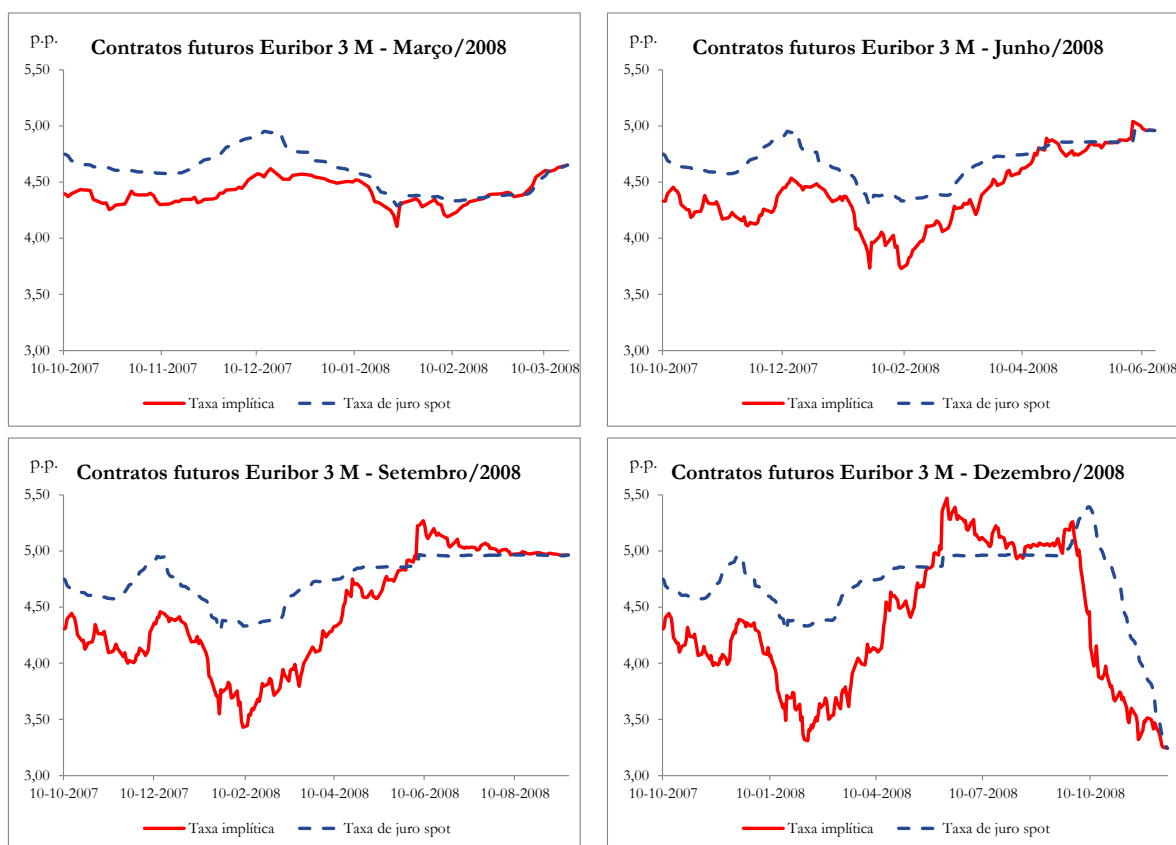 p.p.
Contratos futuros Euribor 3 M - Março/2008
5,50
5,00
4,50
4,00
3,50
3,00
10-10-2007 10-11-2007 10-12-2007 10-01-2008 10-02-2008 10-03-2008
Taxa implítica Taxa de juro spot
p.p.
Contratos futuros Euribor 3 M - Junho/2008
5,50
5,00
4,50
4,00
3,50
3,00
10-10-2007 10-12-2007 10-02-2008 10-04-2008 10-06-2008
Taxa implítica Taxa de juro spot
p.p.
Contratos futuros Euribor 3 M - Setembro/2008
5,50
5,00
4,50
4,00
3,50
3,00
10-10-2007 10-12-2007 10-02-2008 10-04-2008 10-06-2008 10-08-2008
Taxa implítica Taxa de juro spot
p.p.
Contratos futuros Euribor 3 M - Dezembro/2008
5,50
5,00
4,50
4,00
3,50
3,00
10-10-2007 10-01-2008 10-04-2008 10-07-2008 10-10-2008
Taxa implítica Taxa de juro spot